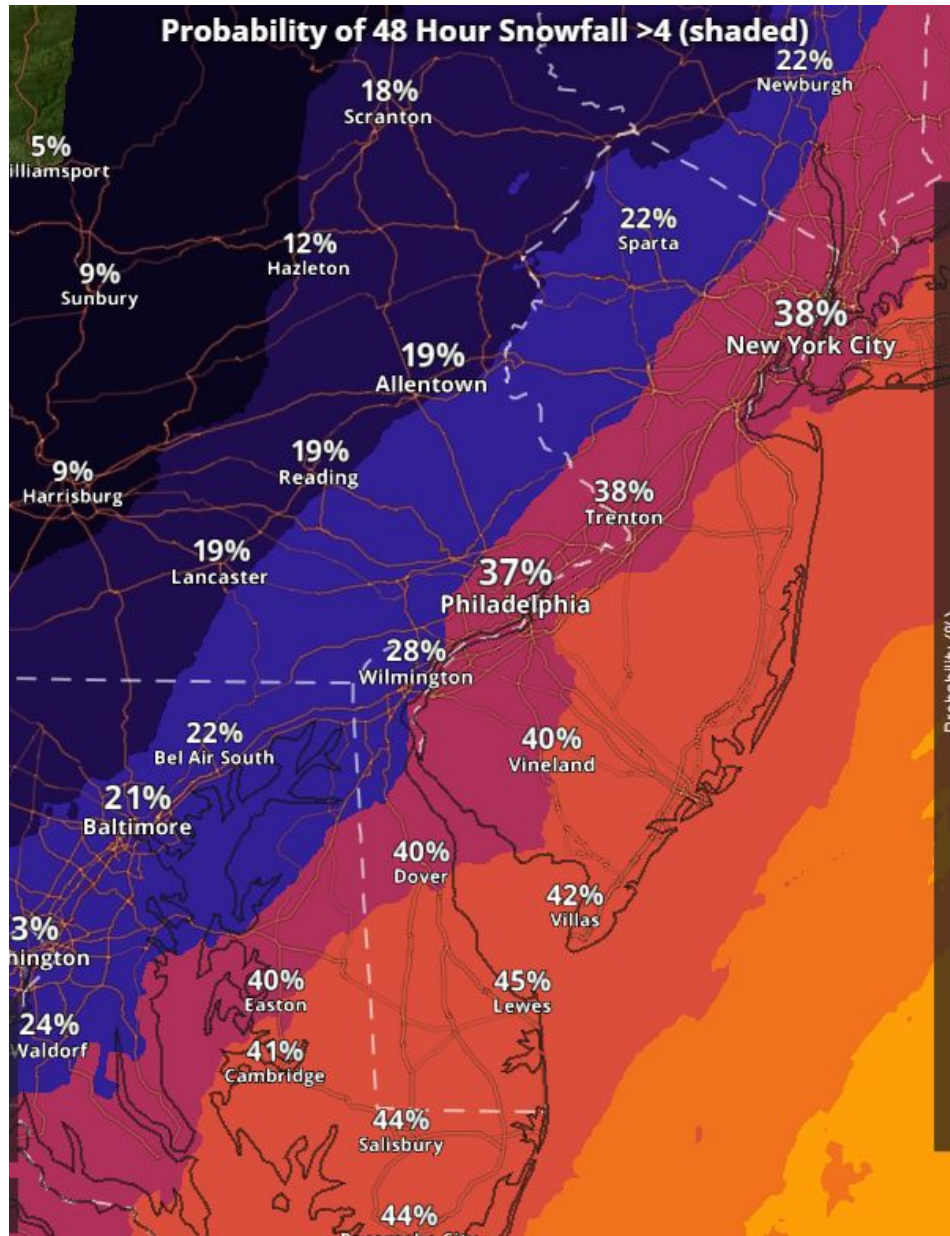 Probability of 48 Hour Snowfall >4 (shaded)
22%
Newburgh
18%
Scranton
5%
illiamsport
22%
Sparta
12%
Hazleton
9%
Sunbury
38%
New York City
19%
Allentown
19%
Reading
9%
Harrisburg
38%
Trenton
19%
Lancaster
37%
Philadelphia
28%
Wilmington
Probability (%)
22%
Bel Air South
40%
Vineland
21%
Baltimore
40%
Dover
42%
Villas
3%
hington
40%
Easton
45%
Lewes
24%
Waldorf
41%
Cambridge
44%
Salisbury
44%